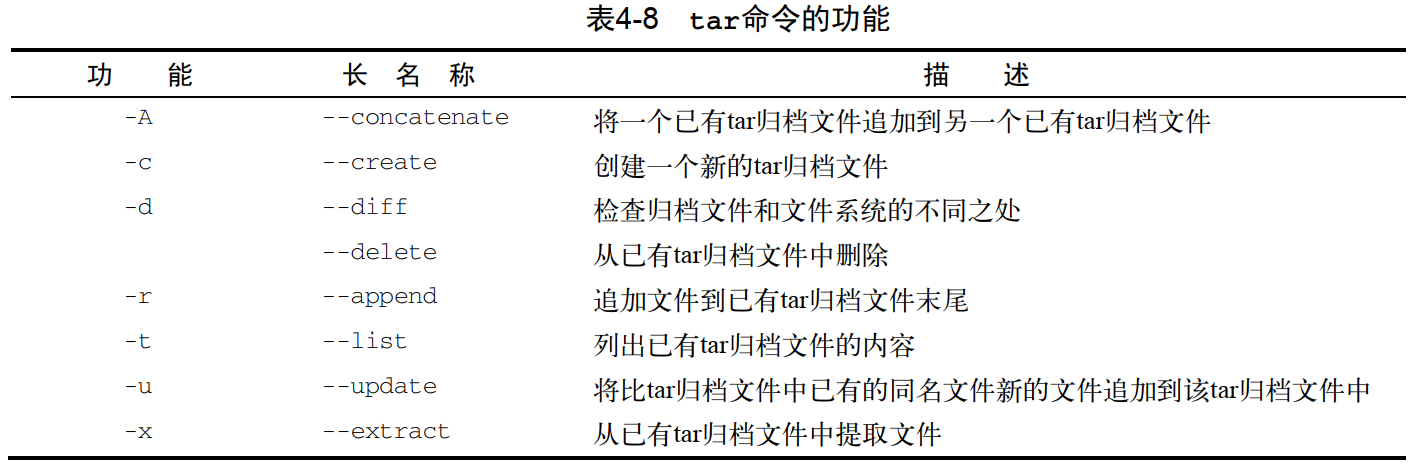 表4-8 tar命令的功能
功 能 长 名 称 描 述
-A --concatenate 将一个已有tar归档文件追加到另一个已有tar归档文件
-c --create 创建一个新的tar归档文件
-d --diff 检查归档文件和文件系统的不同之处
--delete 从已有tar归档文件中删除
-r --append 追加文件到已有tar归档文件末尾
-t --list 列出已有tar归档文件的内容
-u --update 将比tar归档文件中已有的同名文件新的文件追加到该tar归档文件中
-x --extract 从已有tar归档文件中提取文件